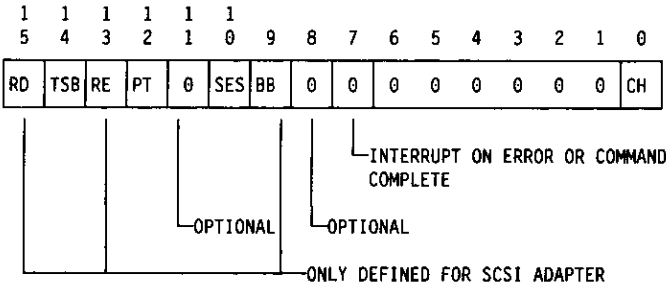 1 1 1 1 1 1
5 4 3 2 1 0 9 8 7 6 5 4 3 2 1 0
RD TSB RE PT 0 SES BB 0 0 0 0 0 0 0 0 CH
INTERRUPT ON ERROR OR COMMAND
COMPLETE
OPTIONAL OPTIONAL
ONLY DEFINED FOR SCSI ADAPTER